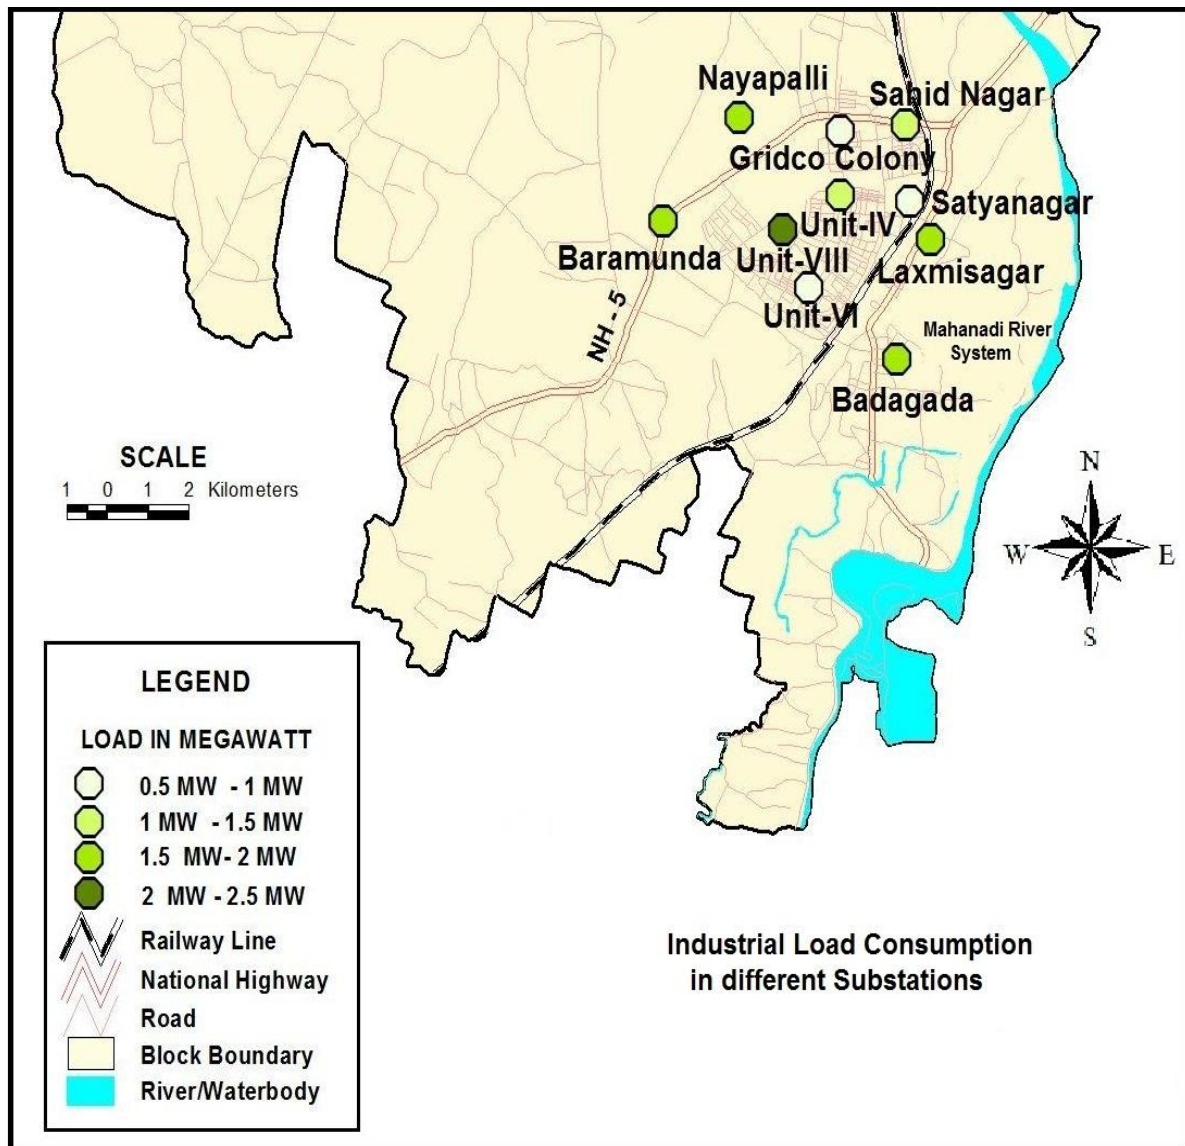 Nayapalli
Sahid Nagar
Gridco Colony
Satyanagar
Unit-IV
Baramunda
Unit-VIII
Laxmisagar
Unit-VI
NH - 5
Mahanadi River
System
Badagada
SCALE
1 0 1 2 Kilometers
N
W E
S
LEGEND
LOAD IN MEGAWATT
0.5 MW - 1 MW
1 MW - 1.5 MW
1.5 MW- 2 MW
2 MW - 2.5 MW
Railway Line
National Highway
Road
Block Boundary
River/Waterbody
Industrial Load Consumption
in different Substations